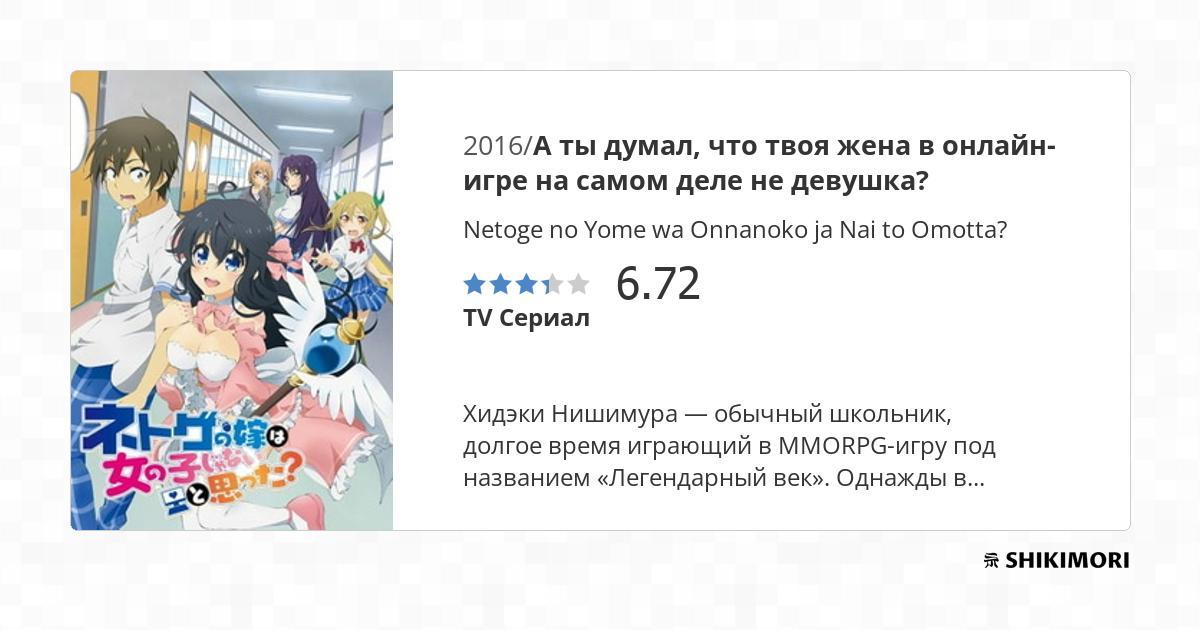 2016/А ты думал, что твоя жена в онлайн-
игре на самом деле не девушка?
Netoge no Yome wa Onnanoko ja Nai to Omotta?
6.72
TV Сериал
Хидэки Нишимура — обычный школьник,
долгое время играющий в MMORPG-игру под
названием «Легендарный век». Однажды в...
ネトゲの嫁は
女の子じゃない
と思った?
SHIKIMORI